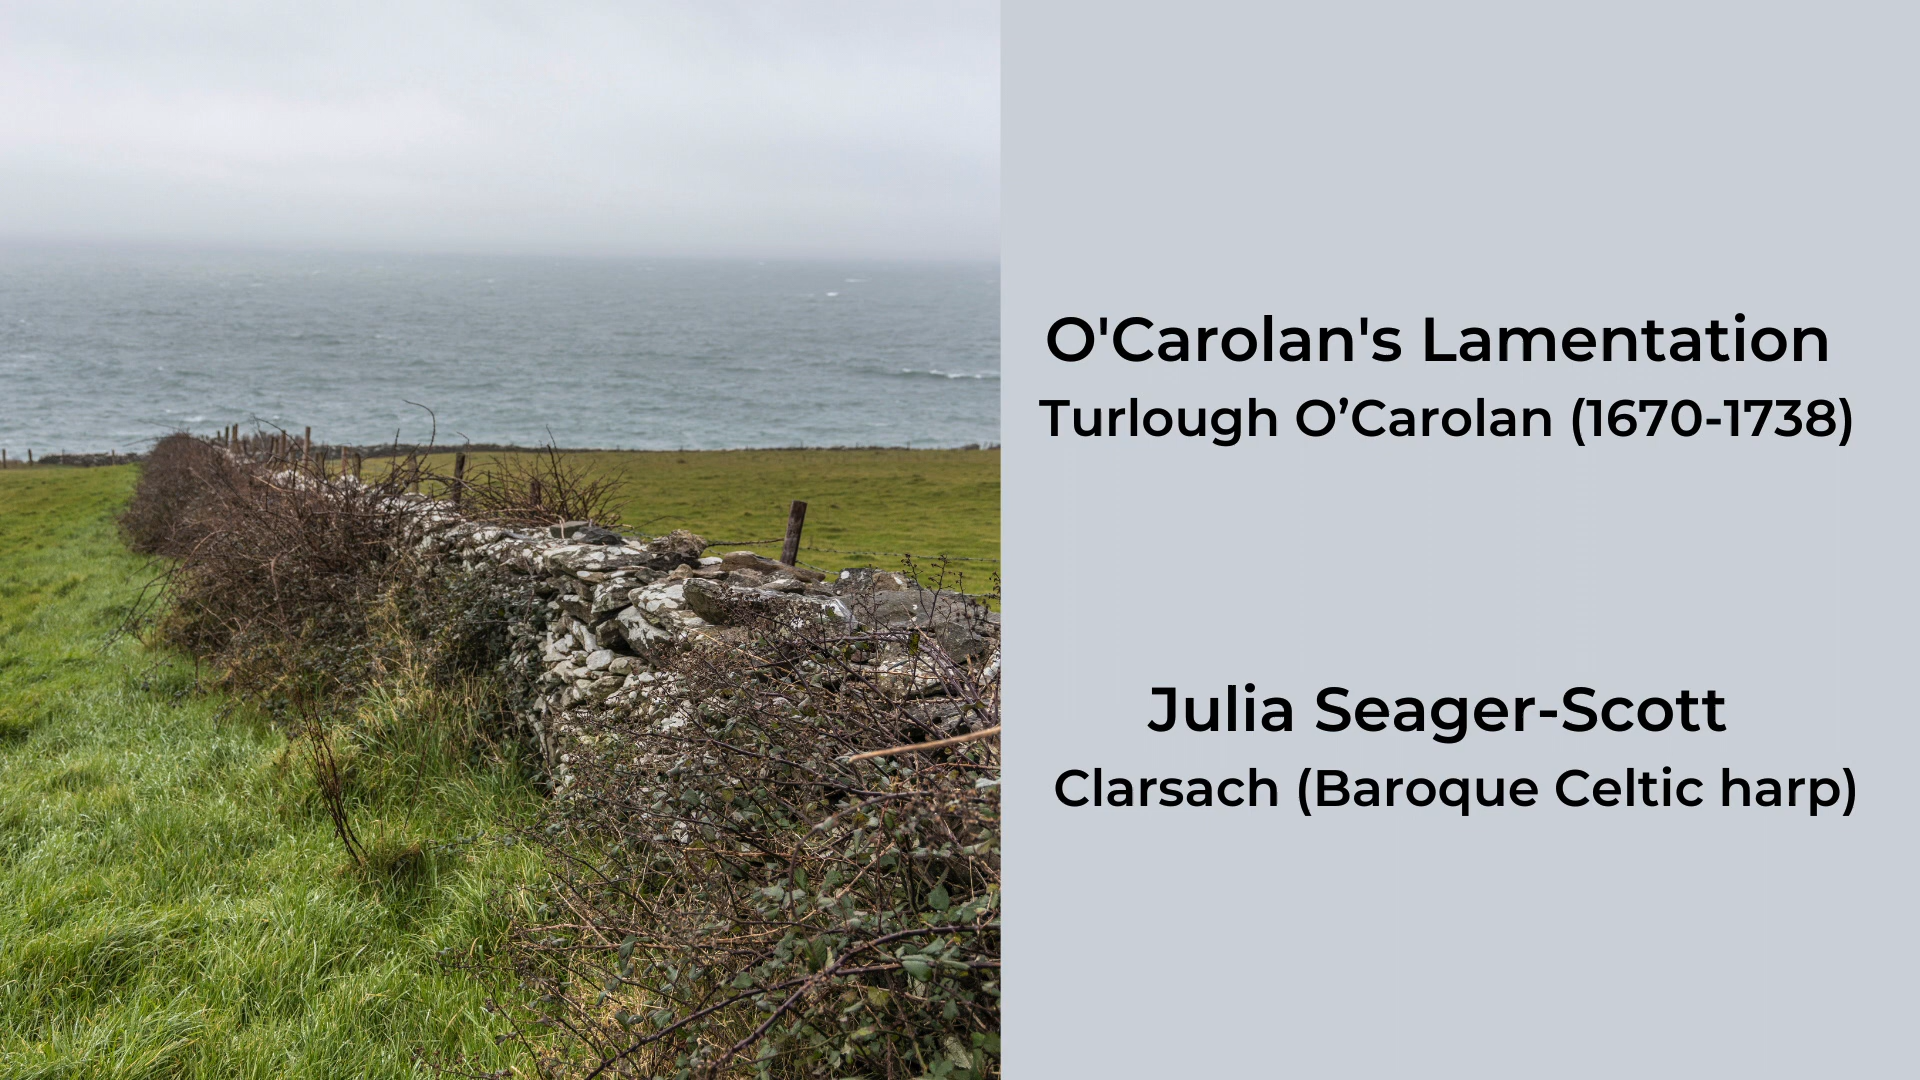 O'Carolan's Lamentation
Turlough O’Carolan (1670-1738)
Julia Seager-Scott
Clarsach (Baroque Celtic harp)